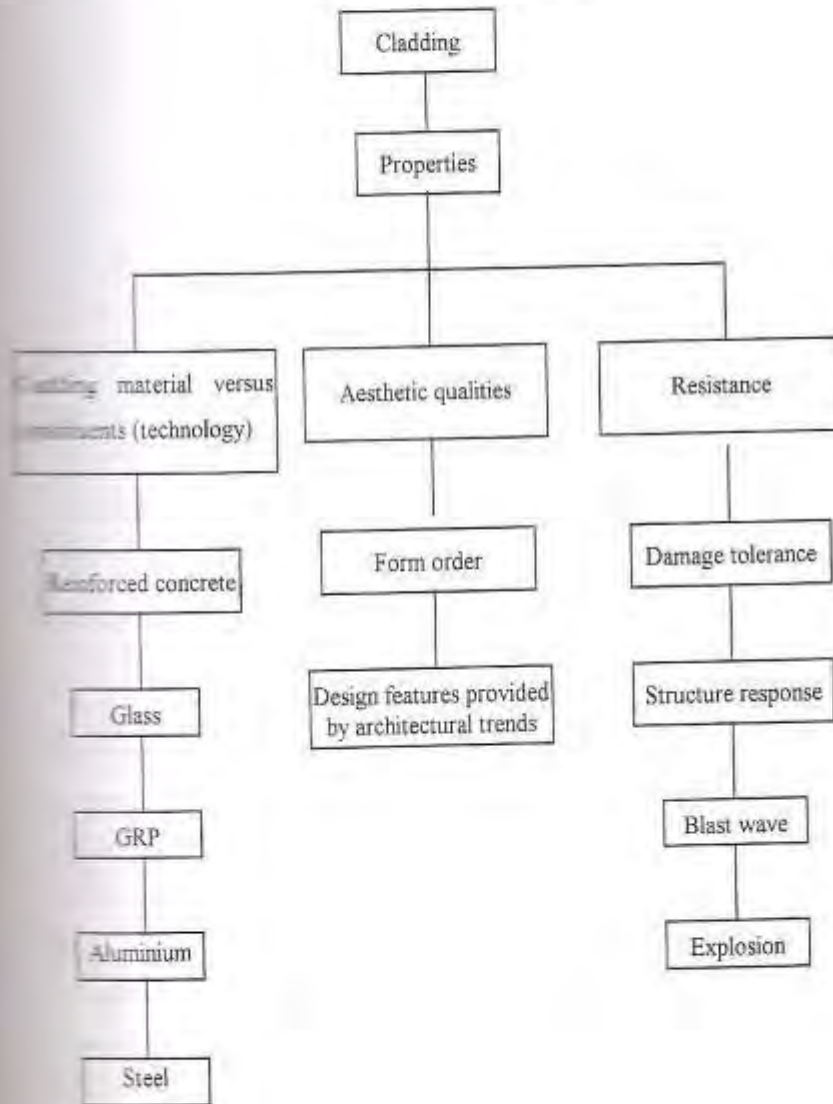 Cladding
Properties
Cladding material versus
(technology)
Aesthetic qualities
Resistance
Reinforced concrete
Form order
Damage tolerance
Glass
Design features provided
by architectural trends
Structure response
GRP
Blast wave
Aluminium
Explosion
Steel